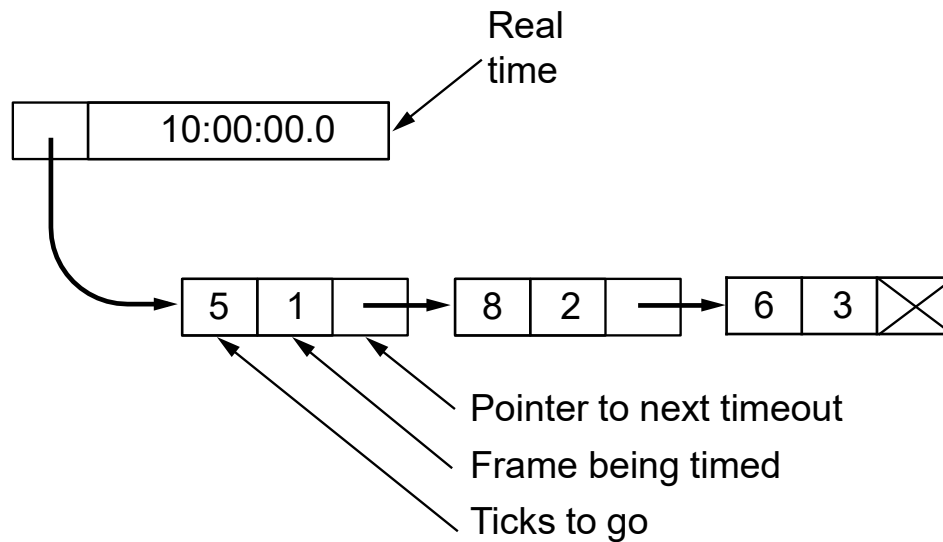 Real
time
10:00:00.0
5 1 8 2 6 3
Pointer to next timeout
Frame being timed
Ticks to go